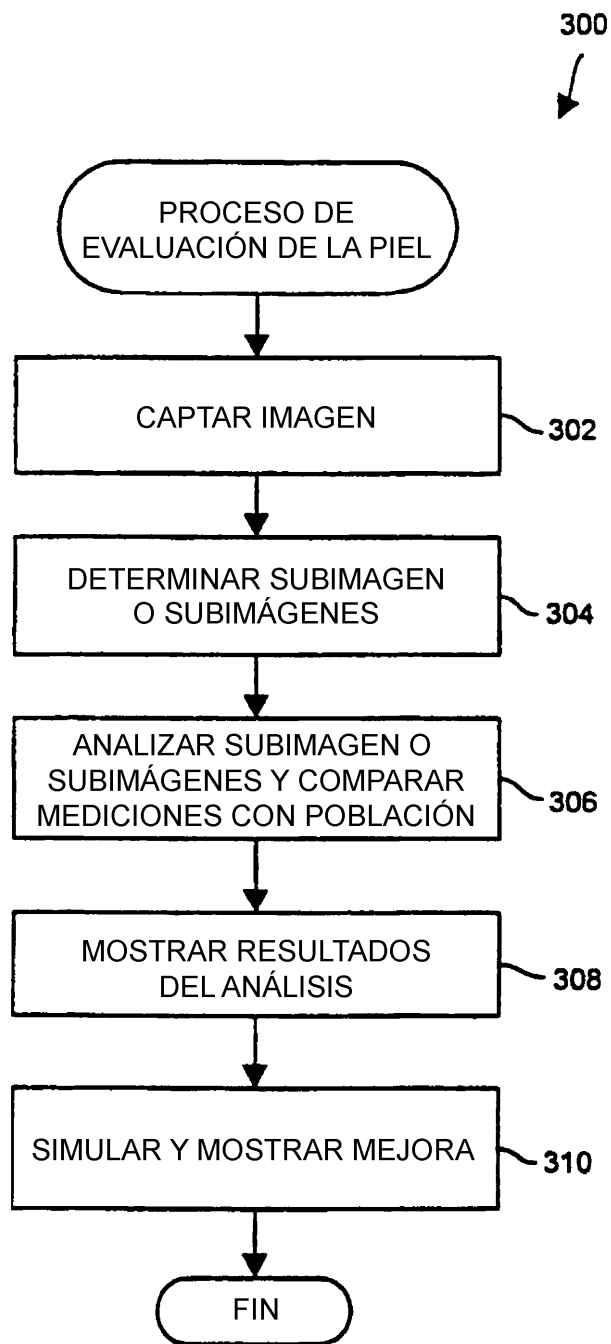 300
PROCESO DE
EVALUACIÓN DE LA PIEL
CAPTAR IMAGEN
302
DETERMINAR SUBIMAGEN
O SUBIMÁGENES
304
ANALIZAR SUBIMAGEN O
SUBIMÁGENES Y COMPARAR
MEDICIONES CON POBLACIÓN
306
MOSTRAR RESULTADOS
DEL ANÁLISIS
308
SIMULAR Y MOSTRAR MEJORA
310
FIN